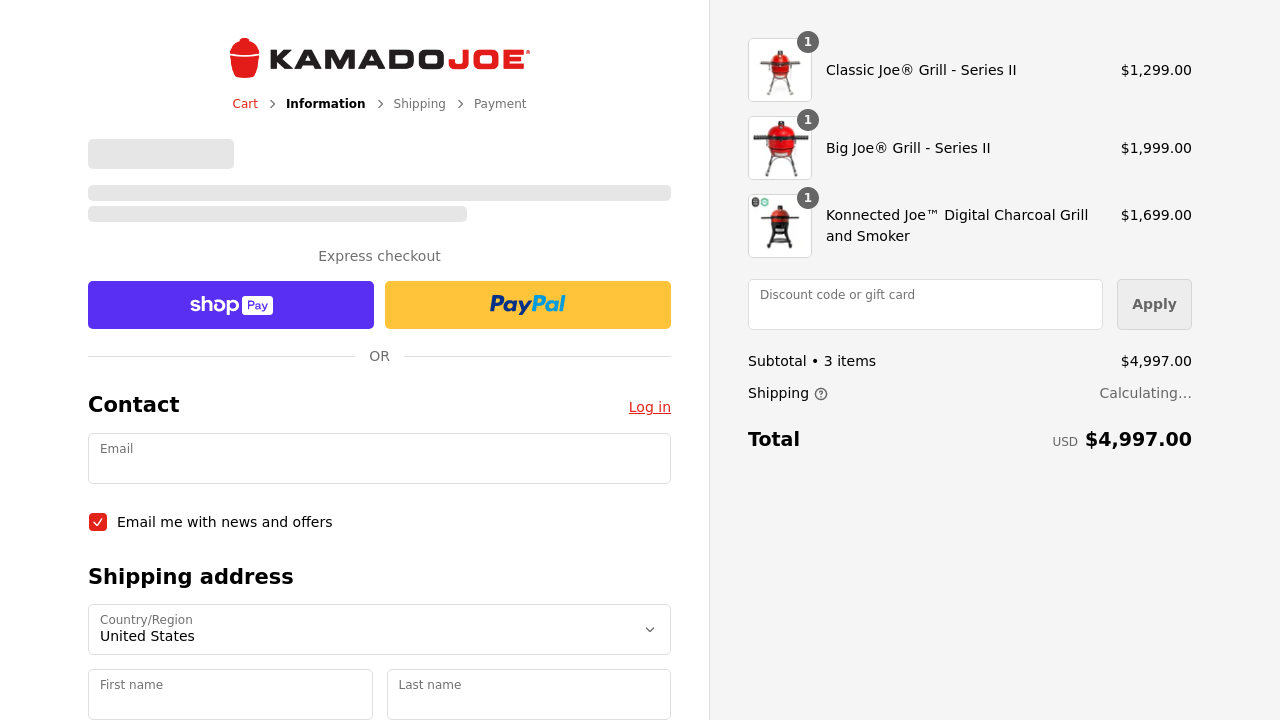 KAMADOJOE
Cart > Information > Shipping > Payment
Express checkout
shop Pay
PayPal
OR
Contact
Log in
Email
Email me with news and offers
Shipping address
Country/Region
United States
First name
Last name
1
Classic Joe® Grill - Series II
$1,299.00
1
Big Joe® Grill - Series II
$1,999.00
1
Konnected Joe™ Digital Charcoal Grill
and Smoker
$1,699.00
Discount code or gift card
Apply
Subtotal • 3 items
$4,997.00
Shipping
Calculating…
Total
USD $4,997.00